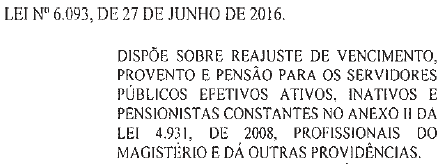 LEI Nº 6.093, DE 27 DE JUNHO DE 2016.
DISPÕE SOBRE REAJUSTE DE VENCIMENTO,
PROVENTO E PENSÃO PARA OS SERVIDORES
PÚBLICOS EFETIVOS ATIVOS, INATIVOS E
PENSIONISTAS CONSTANTES NO ANEXO II DA
LEI 4.931, DE 2008, PROFISSIONAIS DO
MAGISTÉRIO E DÁ OUTRAS PROVIDÊNCIAS.